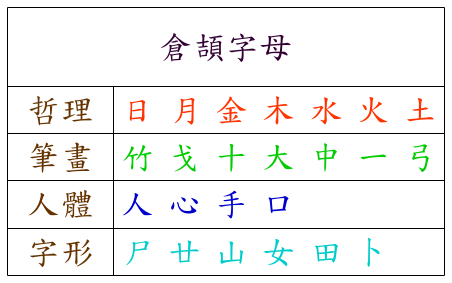 倉頡字母
哲理 日 月 金 木 水 火 土
筆畫 竹 戈 十 大 中 一 弓
人體 人 心 手 口
字形 尸 廿 山 女 田 卜